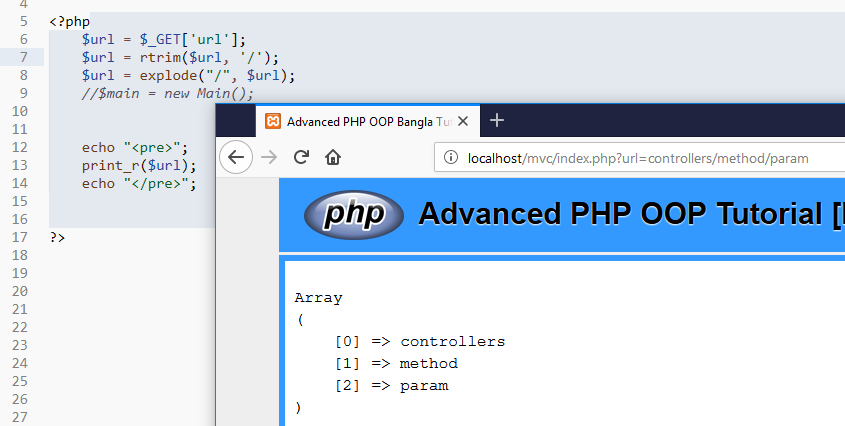 4
5 <?php
6 $url = $_GET['url'];
7 $url = rtrim($url, '/');
8 $url = explode("/", $url);
9 //$main = new Main();
10
11
12 echo "<pre>";
13 print_r($url);
14 echo "</pre>";
15
16
17 ?>
18
19
20
21
22
23
24
25
26
27
Advanced PHP OOP Bangla Tu
localhost/mvc/index.php?url=controllers/method/param
php Advanced PHP OOP Tutorial [
Array
(
[0] => controllers
[1] => method
[2] => param
)